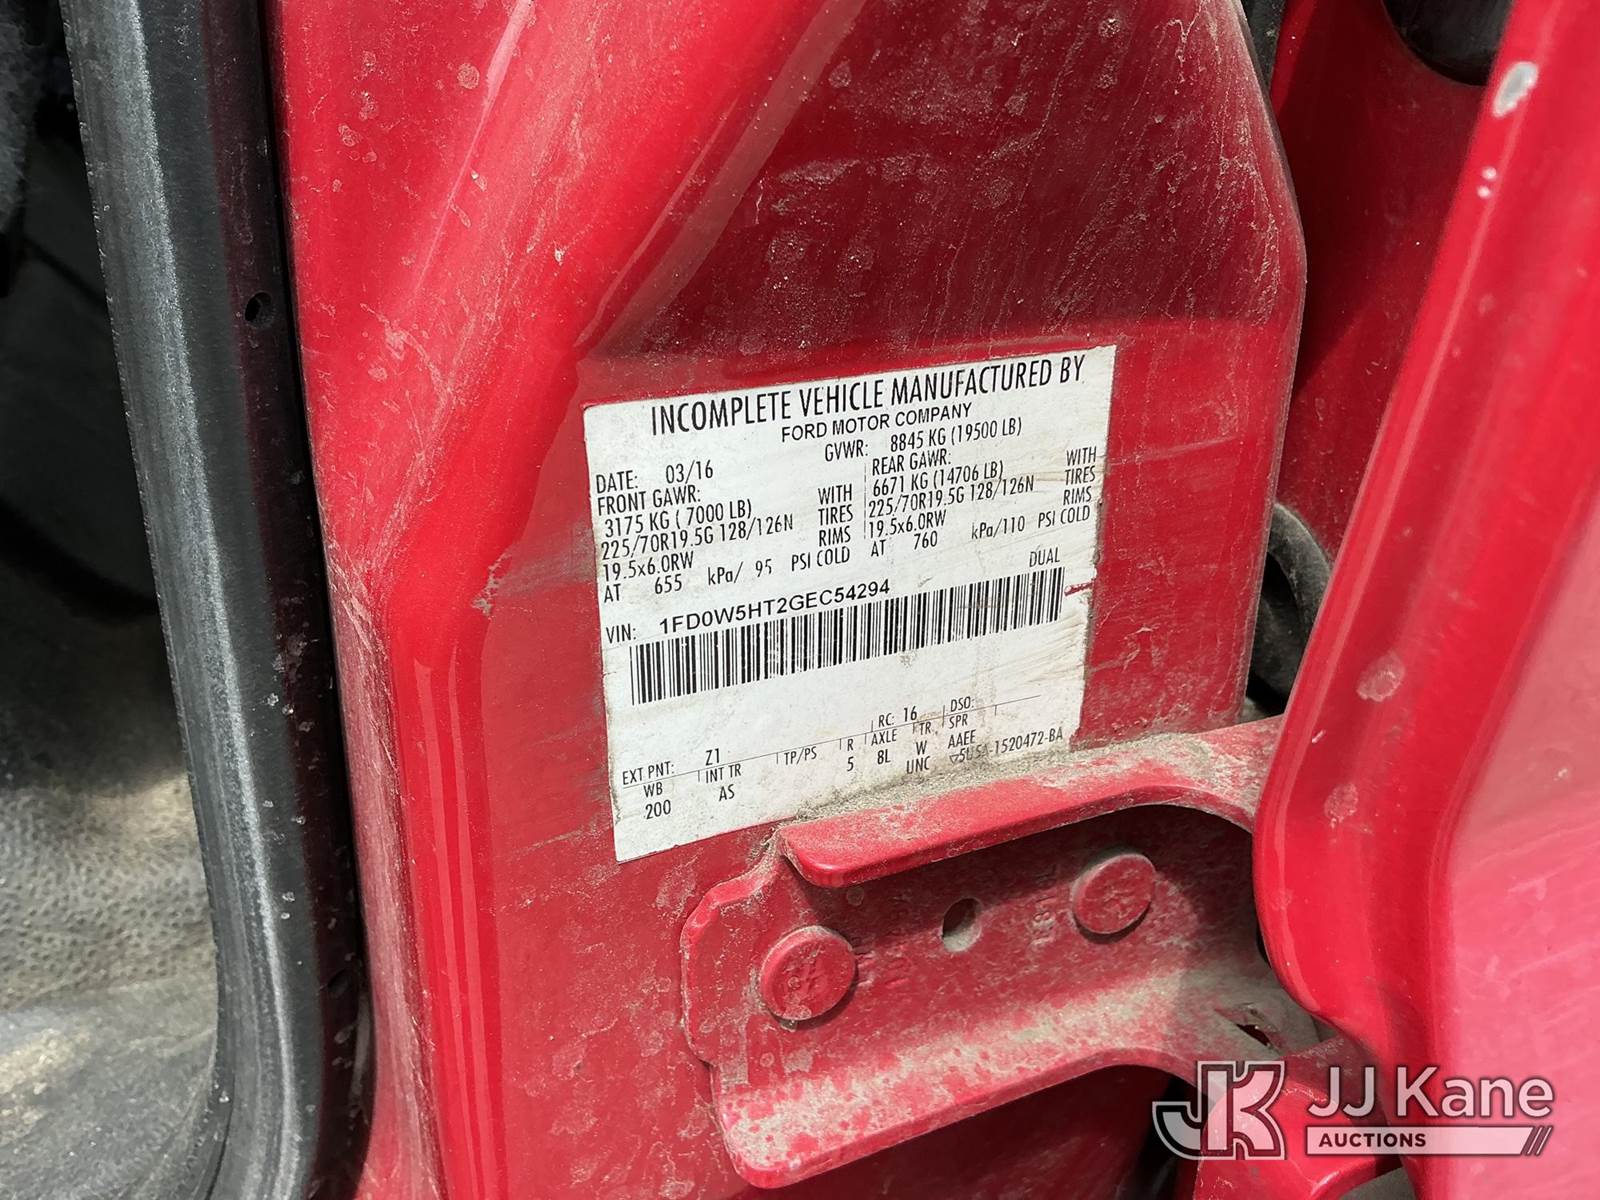 INCOMPLETE VEHICLE MANUFACTURED BY
FORD MOTOR COMPANY
DATE: 03/16 GVWR: 8845 KG (19500 LB)
FRONT GAWR: REAR GAWR:
3175 KG ( 7000 LB) WITH 6671 KG (14706 LB) WITH
225/70R19.5G 128/126N TIRES 225/70R19.5G 128/126N TIRES
19.5x6.0RW RIMS 19.5x6.0RW RIMS
AT 655 kPa/ 95 PSI COLD AT 760 kPa/110 PSI COLD
DUAL
VIN: 1FD0W5HT2GEC54294
EXT PNT: Z1 RC: 16 DSO:
WB INT TR TP/PS R AXLE TR SPR
200 AS 5 8L W AAEE
UNC 5U5A-1520472-BA
JK JJ Kane
AUCTIONS